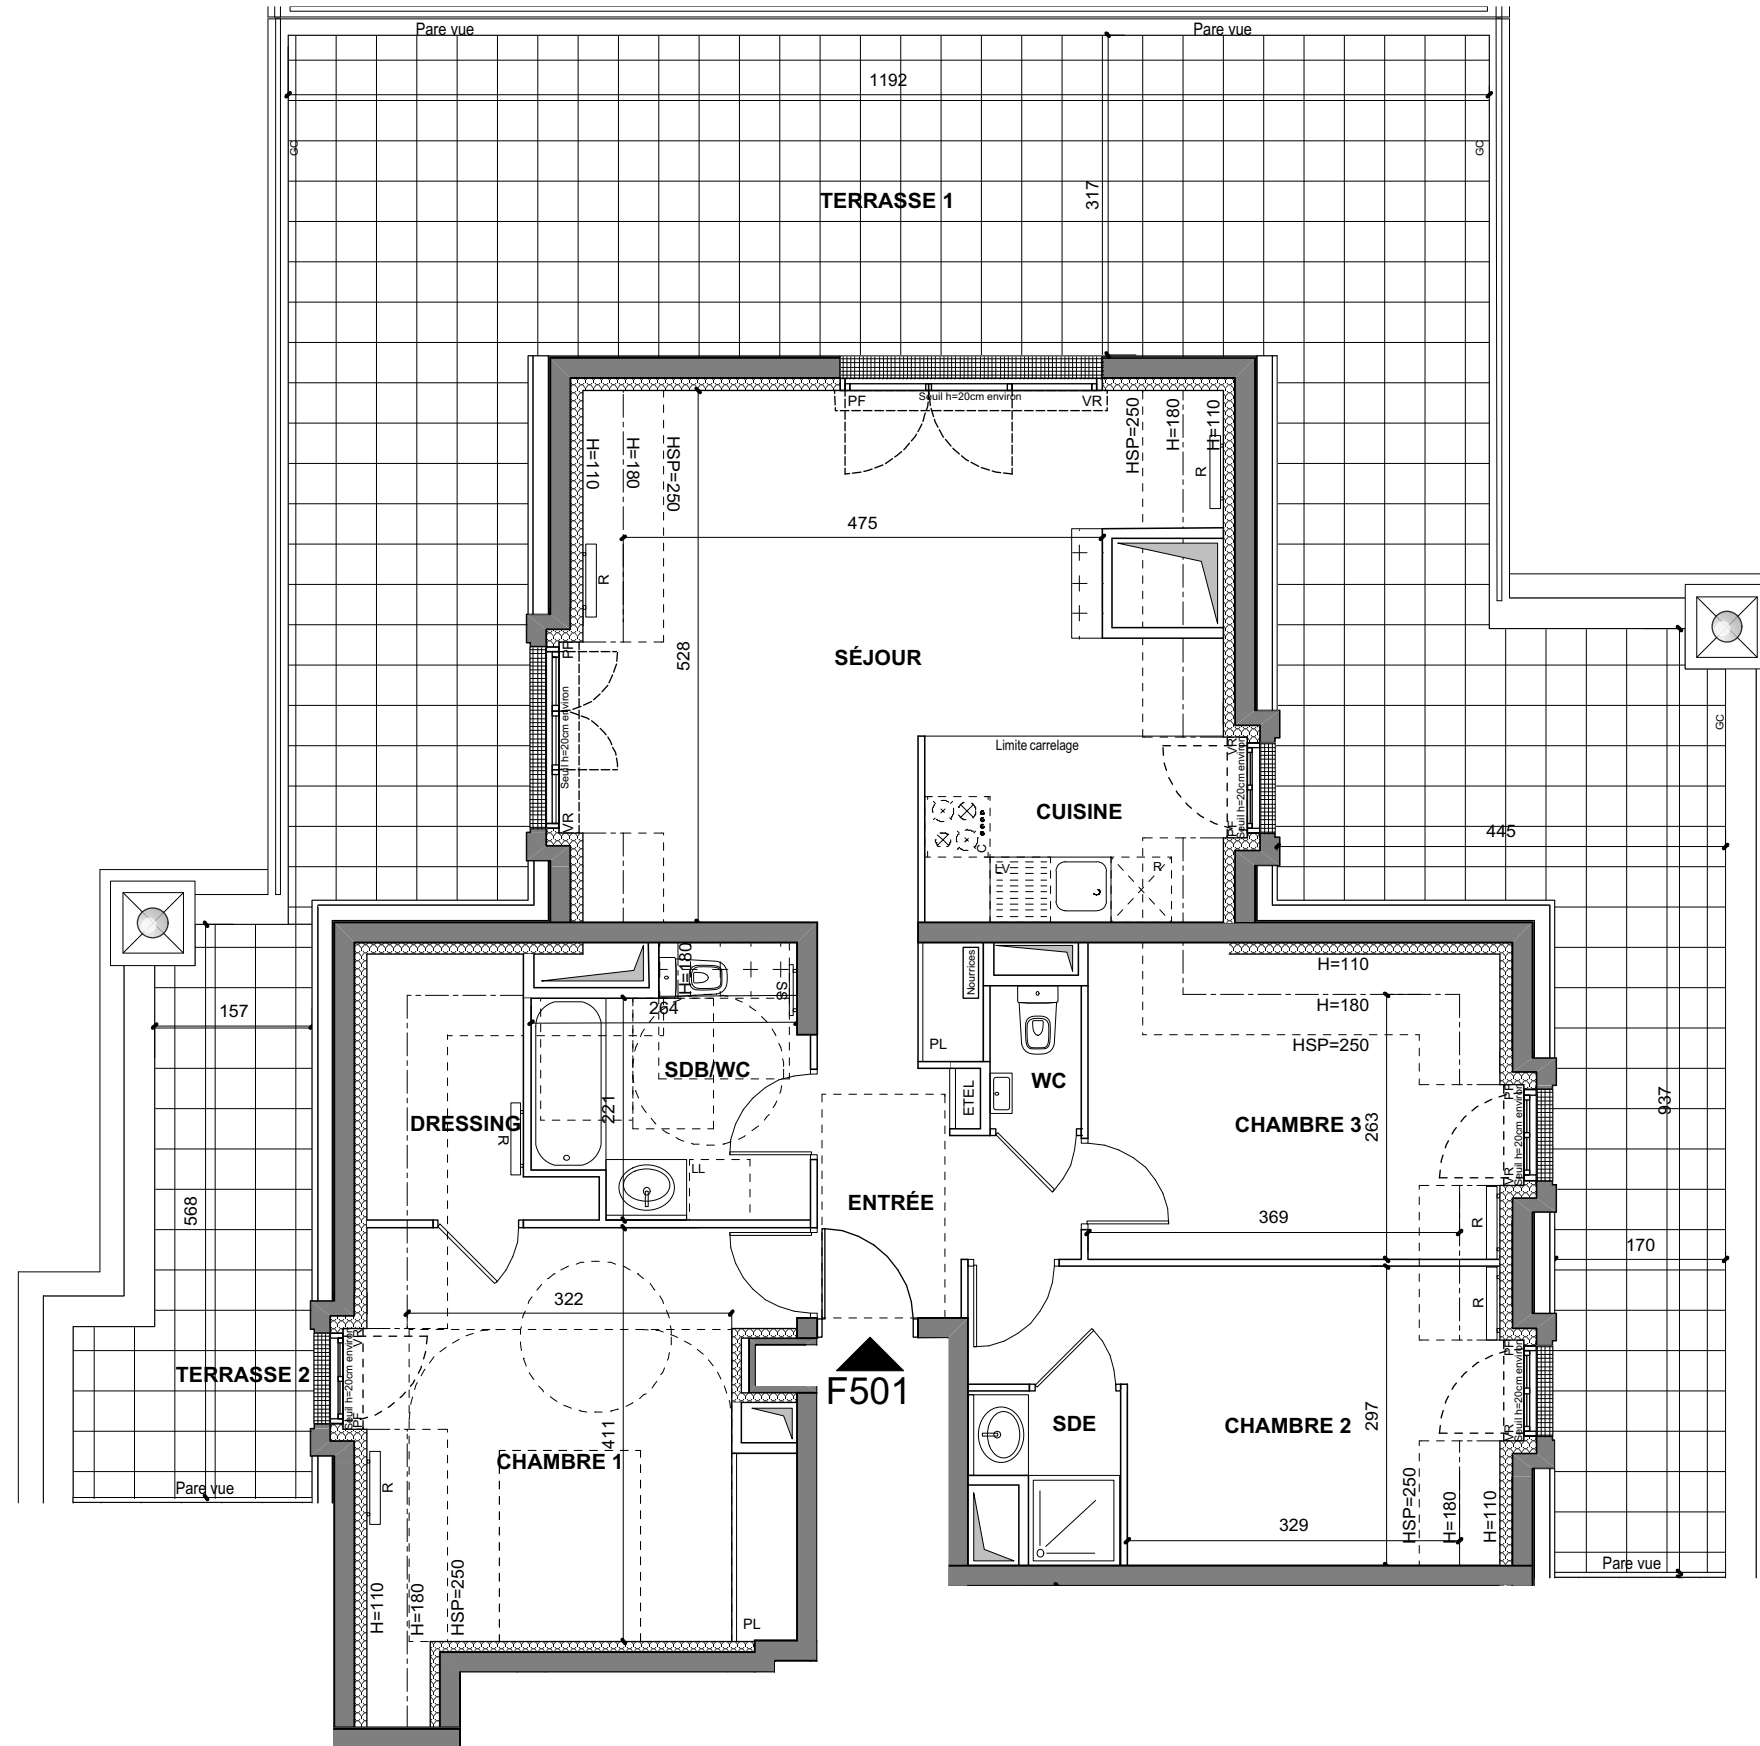 Pare vue
Pare vue
1192
GC
GC
TERRASSE 1
317
PF
Seuil h=20cm environ
VR
H=110
H=180
HSP=250
HSP=250
H=180
H=110
R
475
R
528
SÉJOUR
PF
Seuil h=20cm environ
VR
Limite carrelage
VR
Seuil h=20cm environ
PF
CUISINE
C
LV
R
GC
445
157
568
H=180
SS
264
SDB/WC
221
DRESSING
R
LL
Nourrices
PL
ETEL
WC
H=110
H=180
HSP=250
CHAMBRE 3
263
PF
Seuil h=20cm environ
VR
937
ENTRÉE
369
R
170
322
R
TERRASSE 2
VR
Seuil h=20cm environ
PF
F501
SDE
CHAMBRE 2
297
PF
Seuil h=20cm environ
VR
411
CHAMBRE 1
R
Pare vue
HSP=250
H=180
H=110
329
Pare vue
H=110
H=180
HSP=250
PL